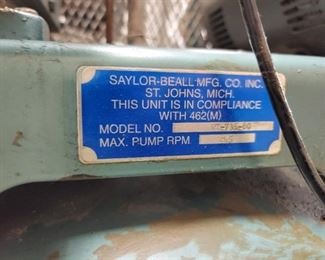 SAYLOR-BEALL MFG. CO. INC.
ST. JOHNS, MICH.
THIS UNIT IS IN COMPLIANCE
WITH 462(M)
MODEL NO.
MAX. PUMP RPM